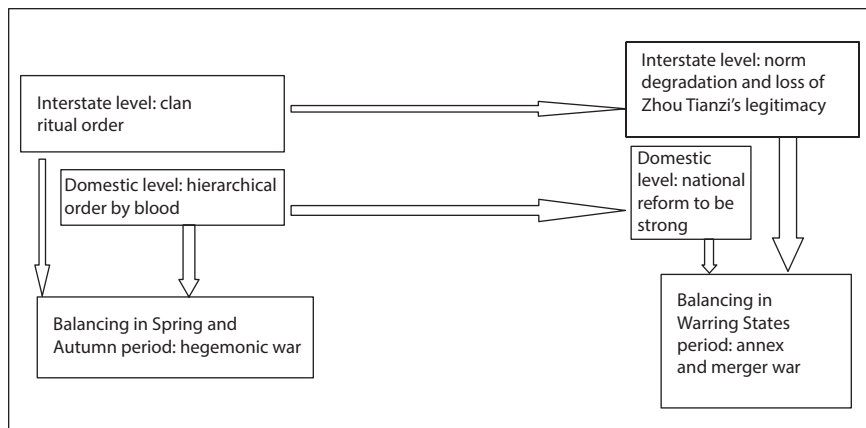 Interstate level: clan
ritual order
Interstate level: norm
degradation and loss of
Zhou Tianzi’s legitimacy
Domestic level: hierarchical
order by blood
Domestic
level: national
reform to be
strong
Balancing in Spring and
Autumn period: hegemonic war
Balancing in
Warring States
period: annex
and merger war